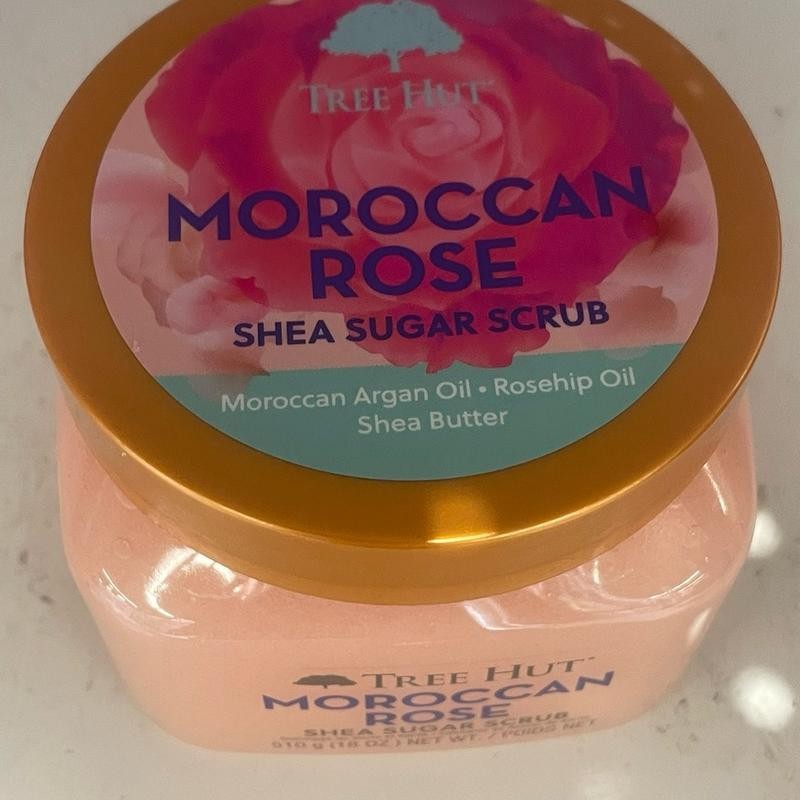 TREE HUT
MOROCCAN
ROSE
SHEA SUGAR SCRUB
Moroccan Argan Oil • Rosehip Oil
Shea Butter
TREE HUT
MOROCCAN
ROSE
SHEA SUGAR SCRUB
510 g (18 OZ) NET WT. / POIDS NET